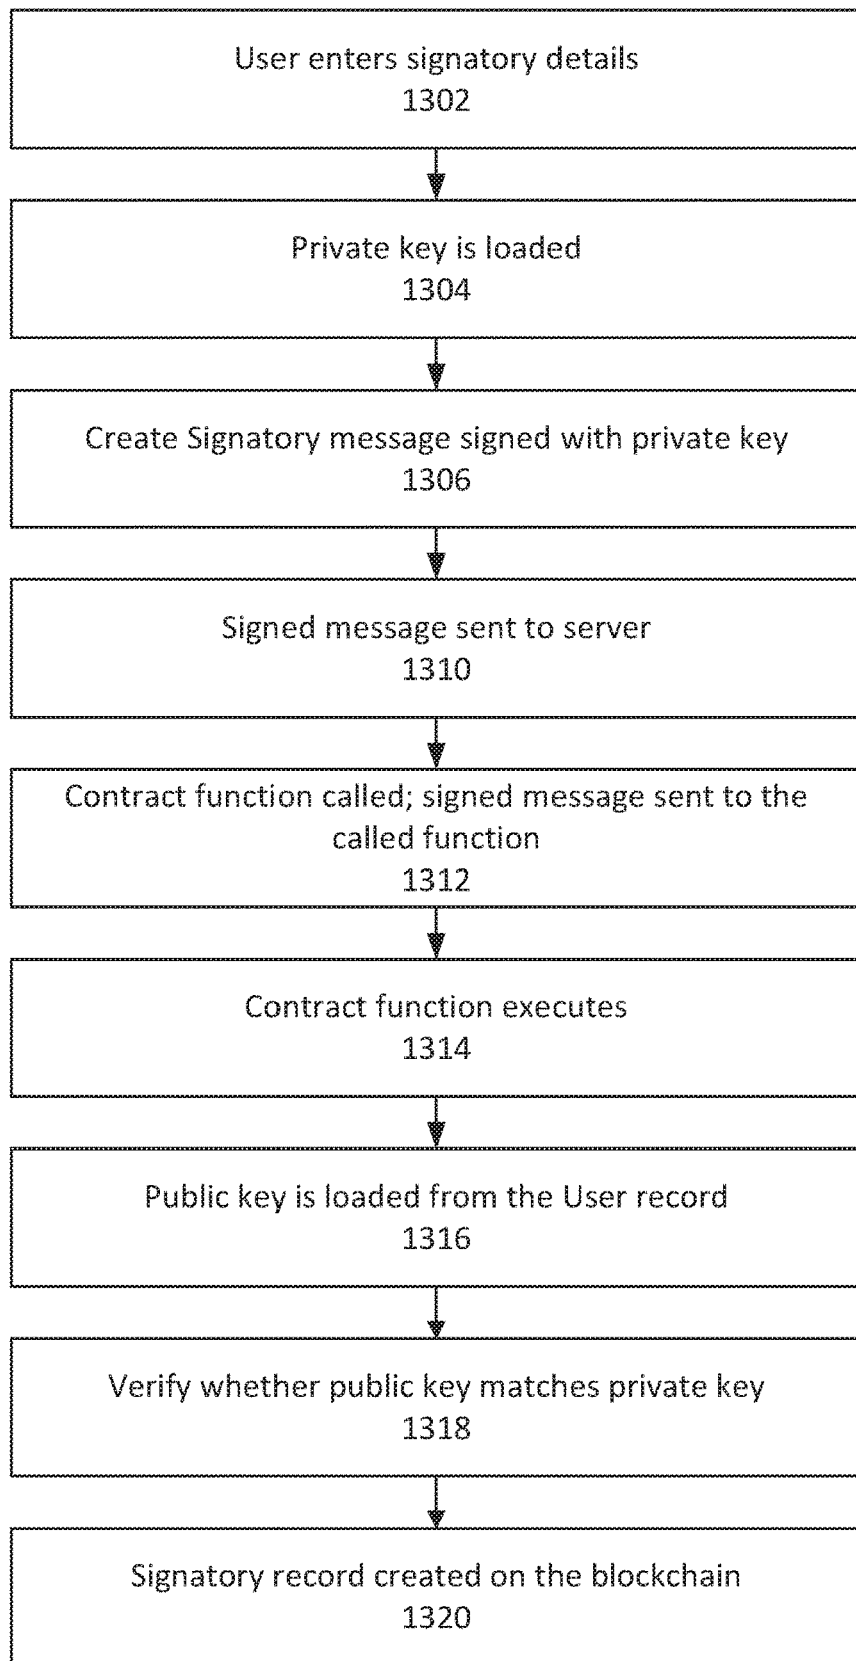 User enters signatory details
1302
Private key is loaded
1304
Create Signatory message signed with private key
1306
Signed message sent to server
1310
Contract function called; signed message sent to the
called function
1312
Contract function executes
1314
Public key is loaded from the User record
1316
Verify whether public key matches private key
1318
Signatory record created on the blockchain
1320